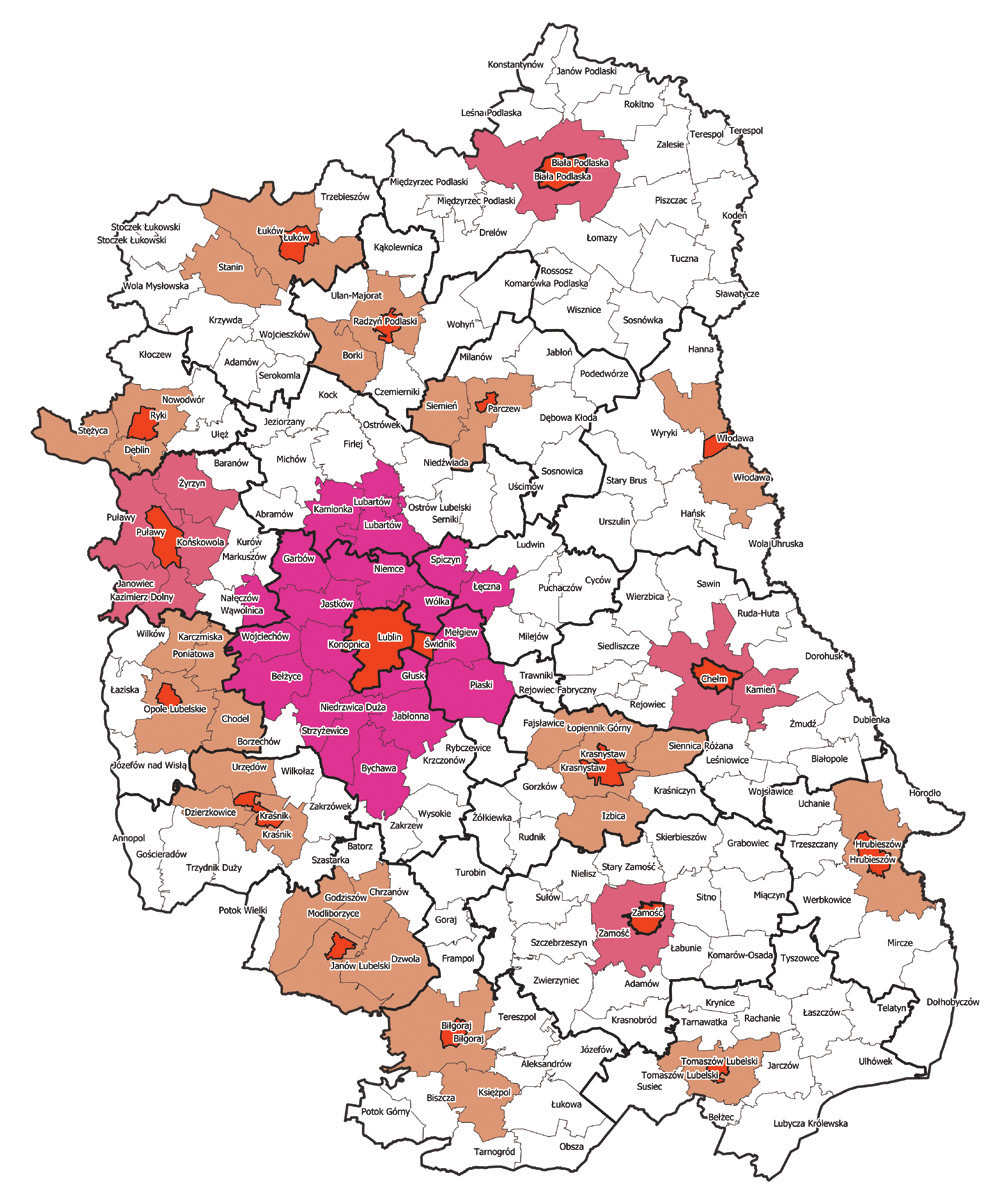 Konstantynów
Janów Podlaski
Rokitno
Leśna Podlaska
Terespol
Terespol
Zalesie
Biała Podlaska
Biała Podlaska
Międzyrzec Podlaski
Międzyrzec Podlaski
Trzebieszów
Piszczac
Kodeń
Drelów
Stoczek Łukowski
Stoczek Łukowski
Łuków
Łuków
Kąkolewnica
Łomazy
Tuczna
Stanin
Rossosz
Komarówka Podlaska
Wola Mysłowska
Ulan-Majorat
Sławatycze
Wisznice
Sosnówka
Krzywda
Radzyń Podlaski
Wohyń
Wojcieszków
Hanna
Kłoczew
Borki
Milanów
Jabłoń
Adamów
Serokomla
Podedwórze
Czemierniki
Kock
Nowodwór
Siemień
Parczew
Ryki
Dębowa Kłoda
Stężyca
Jeziorzany
Ostrówek
Ułęż
Wyryki
Włodawa
Firlej
Dęblin
Michów
Baranów
Niedźwiada
Sosnowica
Włodawa
Żyrzyn
Stary Brus
Uścimów
Kamionka
Lubartów
Ostrów Lubelski
Abramów
Puławy
Lubartów
Serniki
Hańsk
Urszulin
Puławy
Końskowola
Kurów
Wola Uhruska
Ludwin
Markuszów
Garbów
Spiczyn
Niemce
Cyców
Sawin
Janowiec
Łęczna
Puchaczów
Kazimierz Dolny
Nałęczów
Wierzbica
Wąwolnica
Jastków
Wólka
Ruda-Huta
Wilków
Karczmiska
Wojciechów
Lublin
Mełgiew
Milejów
Konopnica
Świdnik
Siedliszcze
Poniatowa
Dorohusk
Bełżyce
Głusk
Trawniki
Chełm
Łaziska
Piaski
Rejowiec Fabryczny
Kamień
Opole Lubelskie
Niedrzwica Duża
Rejowiec
Chodel
Jabłonna
Fajsławice
Łopiennik Górny
Żmudź
Dubienka
Strzyżewice
Borzechów
Rybczewice
Siennica Różana
Krzczonów
Krasnystaw
Leśniowice
Białopole
Józefów nad Wisłą
Urzędów
Wilkołaz
Bychawa
Krasnystaw
Gorzków
Kraśniczyn
Wojsławice
Horodło
Uchanie
Dzierzkowice
Zakrzówek
Wysokie
Żółkiewka
Izbica
Kraśnik
Zakrzew
Kraśnik
Rudnik
Skierbieszów
Annopol
Grabowiec
Trzeszczany
Hrubieszów
Batorz
Gościeradów
Szastarka
Hrubieszów
Trzydnik Duży
Turobin
Nielisz
Stary Zamość
Chrzanów
Godziszów
Sułów
Sitno
Miączyn
Werbkowice
Potok Wielki
Modliborzyce
Goraj
Zamość
Zamość
Szczebrzeszyn
Łabunie
Mircze
Frampol
Dzwola
Janów Lubelski
Komarów-Osada
Tyszowce
Zwierzyniec
Adamów
Krynice
Dołhobyczów
Telatyn
Łaszczów
Tereszpol
Krasnobród
Tarnawatka
Rachanie
Biłgoraj
Biłgoraj
Józefów
Aleksandrów
Tomaszów Lubelski
Jarczów
Ulhówek
Tomaszów Lubelski
Susiec
Księżpol
Biszcza
Potok Górny
Łukowa
Bełżec
Lubycza Królewska
Obsza
Tarnogród